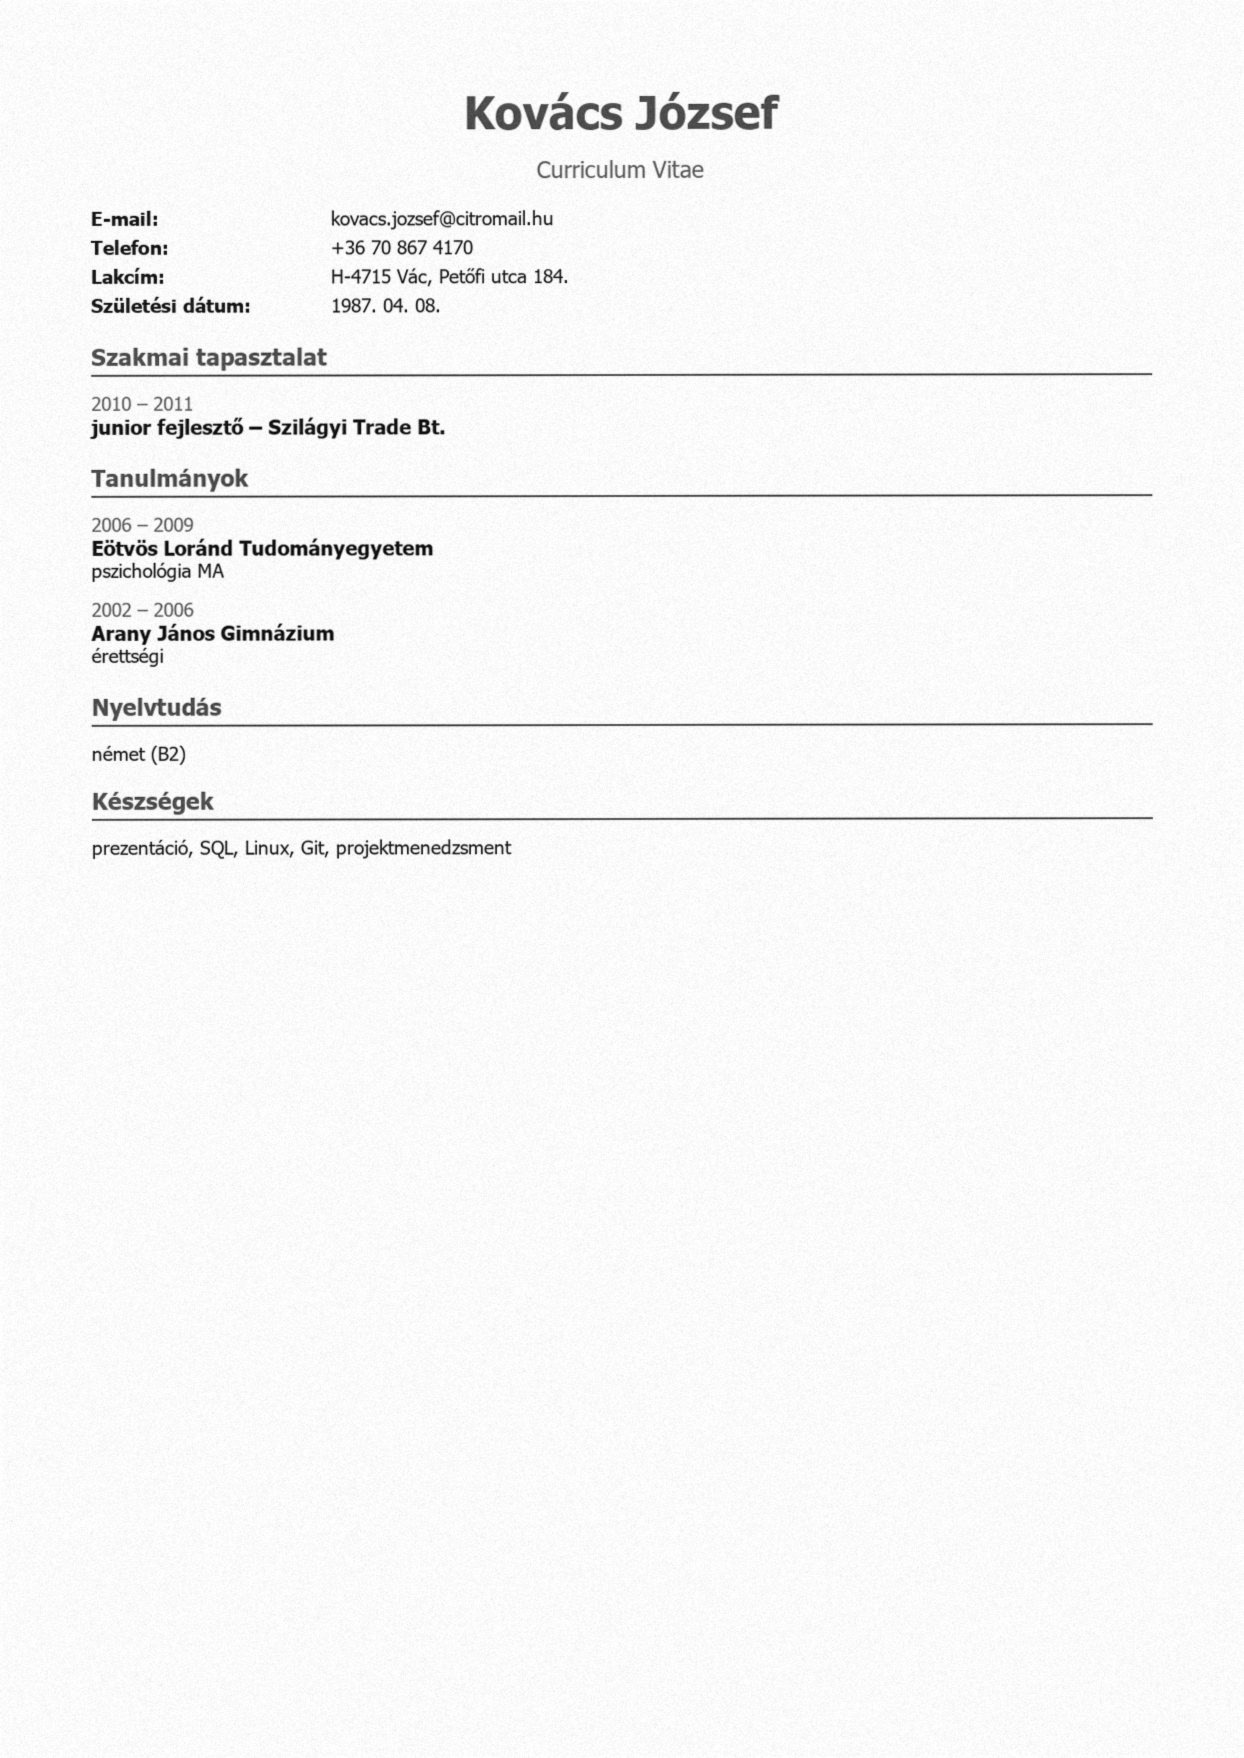 Kovács József
Curriculum Vitae
E-mail: kovacs.jozsef@citromail.hu
Telefon: +36 70 867 4170
Lakcím: H-4715 Vác, Petőfi utca 184.
Születési dátum: 1987. 04. 08.
Szakmai tapasztalat
2010 – 2011
junior fejlesztő – Szilágyi Trade Bt.
Tanulmányok
2006 – 2009
Eötvös Loránd Tudományegyetem
pszichológia MA
2002 – 2006
Arany János Gimnázium
érettségi
Nyelvtudás
német (B2)
Készségek
prezentáció, SQL, Linux, Git, projektmenedzsment